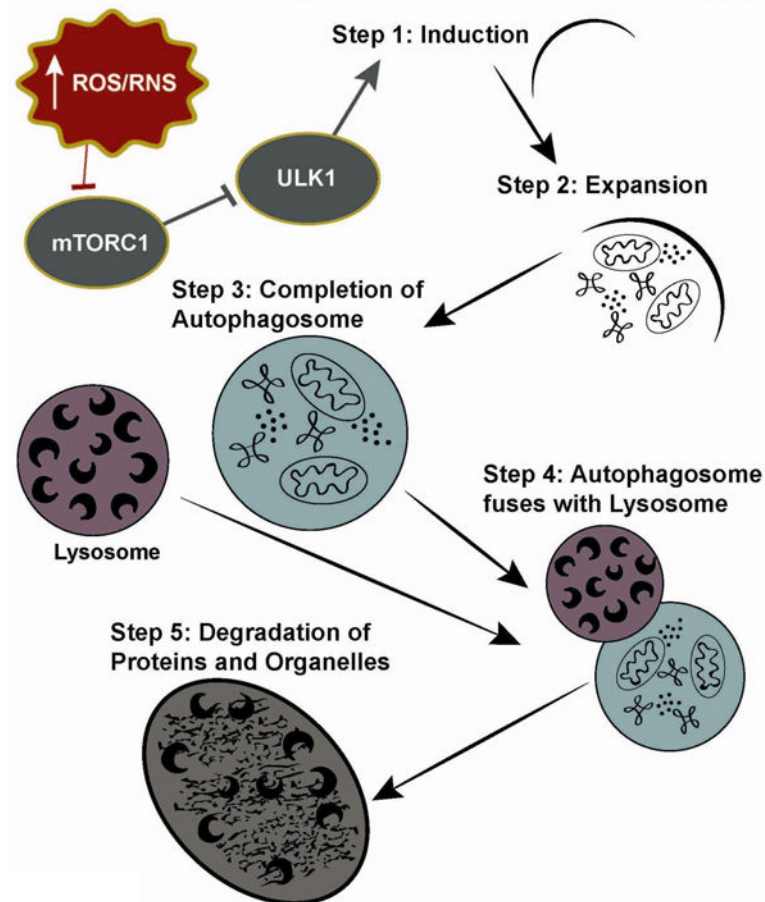 Step 1: Induction
↑ ROS/RNS
ULK1
mTORC1
Step 2: Expansion
Step 3: Completion of
Autophagosome
Lysosome
Step 4: Autophagosome
fuses with Lysosome
Step 5: Degradation of
Proteins and Organelles